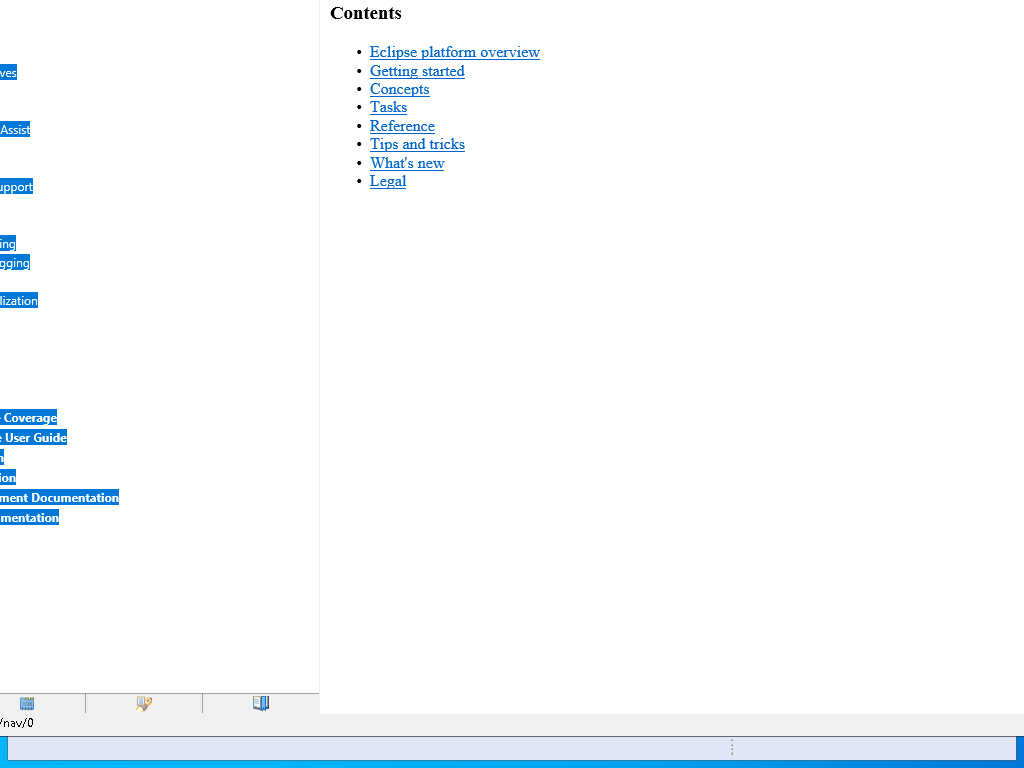 Contents
Eclipse platform overview
Getting started
Concepts
Tasks
Reference
Tips and tricks
What's new
Legal
ves
Assist
upport
ing
gging
lization
Coverage
e User Guide
n
ion
ment Documentation
mentation
/nav/0